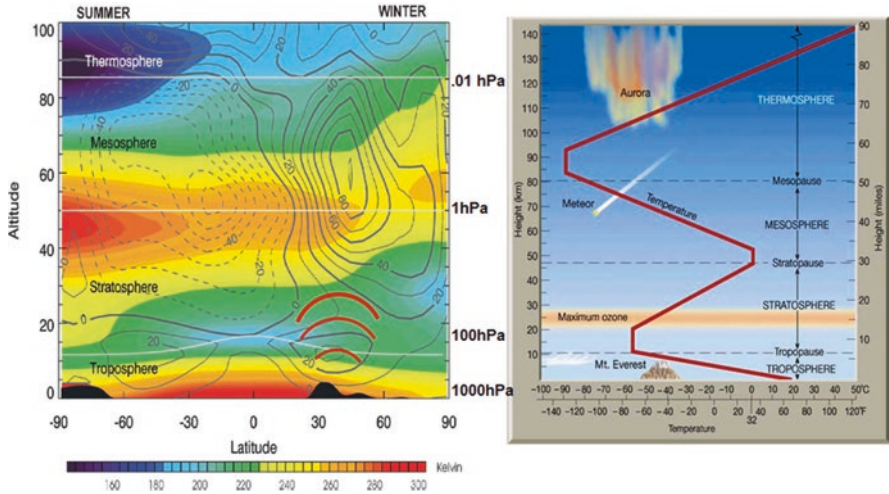 SUMMER WINTER
100
80
60
40
20
0
Altitude
Thermosphere
Mesosphere
Stratosphere
Troposphere
.01 hPa
1hPa
100hPa
1000hPa
-90 -60 -30 0 30 60 90
Latitude
160 180 200 220 240 260 280 300
Kelvin
140
130
120
110
100
90
80
70
60
50
40
30
20
10
Height (km)
Aurora
Meteor
Temperature
Maximum ozone
Mt. Everest
THERMOSPHERE
Mesopause
MESOSPHERE
Stratopause
STRATOSPHERE
Tropopause
TROPOSPHERE
90
80
70
60
50
40
30
20
10
Height (miles)
-100 -90 -80 -70 -60 -50 -40 -30 -20 -10 0 10 20 30 40 50°C
-140 -120 -100 -80 -60 -40 -20 0 20 40 60 80 100 120°F
32
Temperature